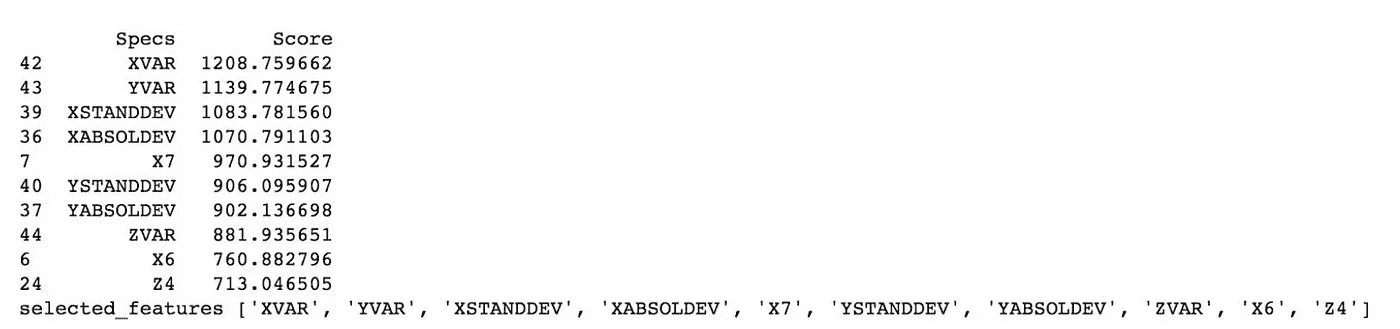 Specs Score
42 XVAR 1208.759662
43 YVAR 1139.774675
39 XSTANDDEV 1083.781560
36 XABSOLDEV 1070.791103
7 X7 970.931527
40 YSTANDDEV 906.095907
37 YABSOLDEV 902.136698
44 ZVAR 881.935651
6 X6 760.882796
24 Z4 713.046505
selected_features ['XVAR', 'YVAR', 'XSTANDDEV', 'XABSOLDEV', 'X7', 'YSTANDDEV', 'YABSOLDEV', 'ZVAR', 'X6', 'Z4']